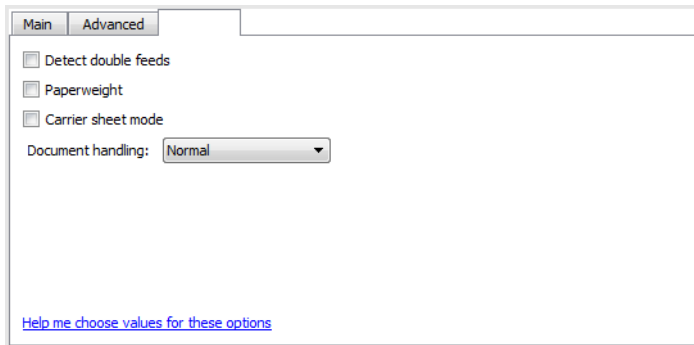 Main Advanced
Detect double feeds
Paperweight
Carrier sheet mode
Document handling: Normal
Help me choose values for these options